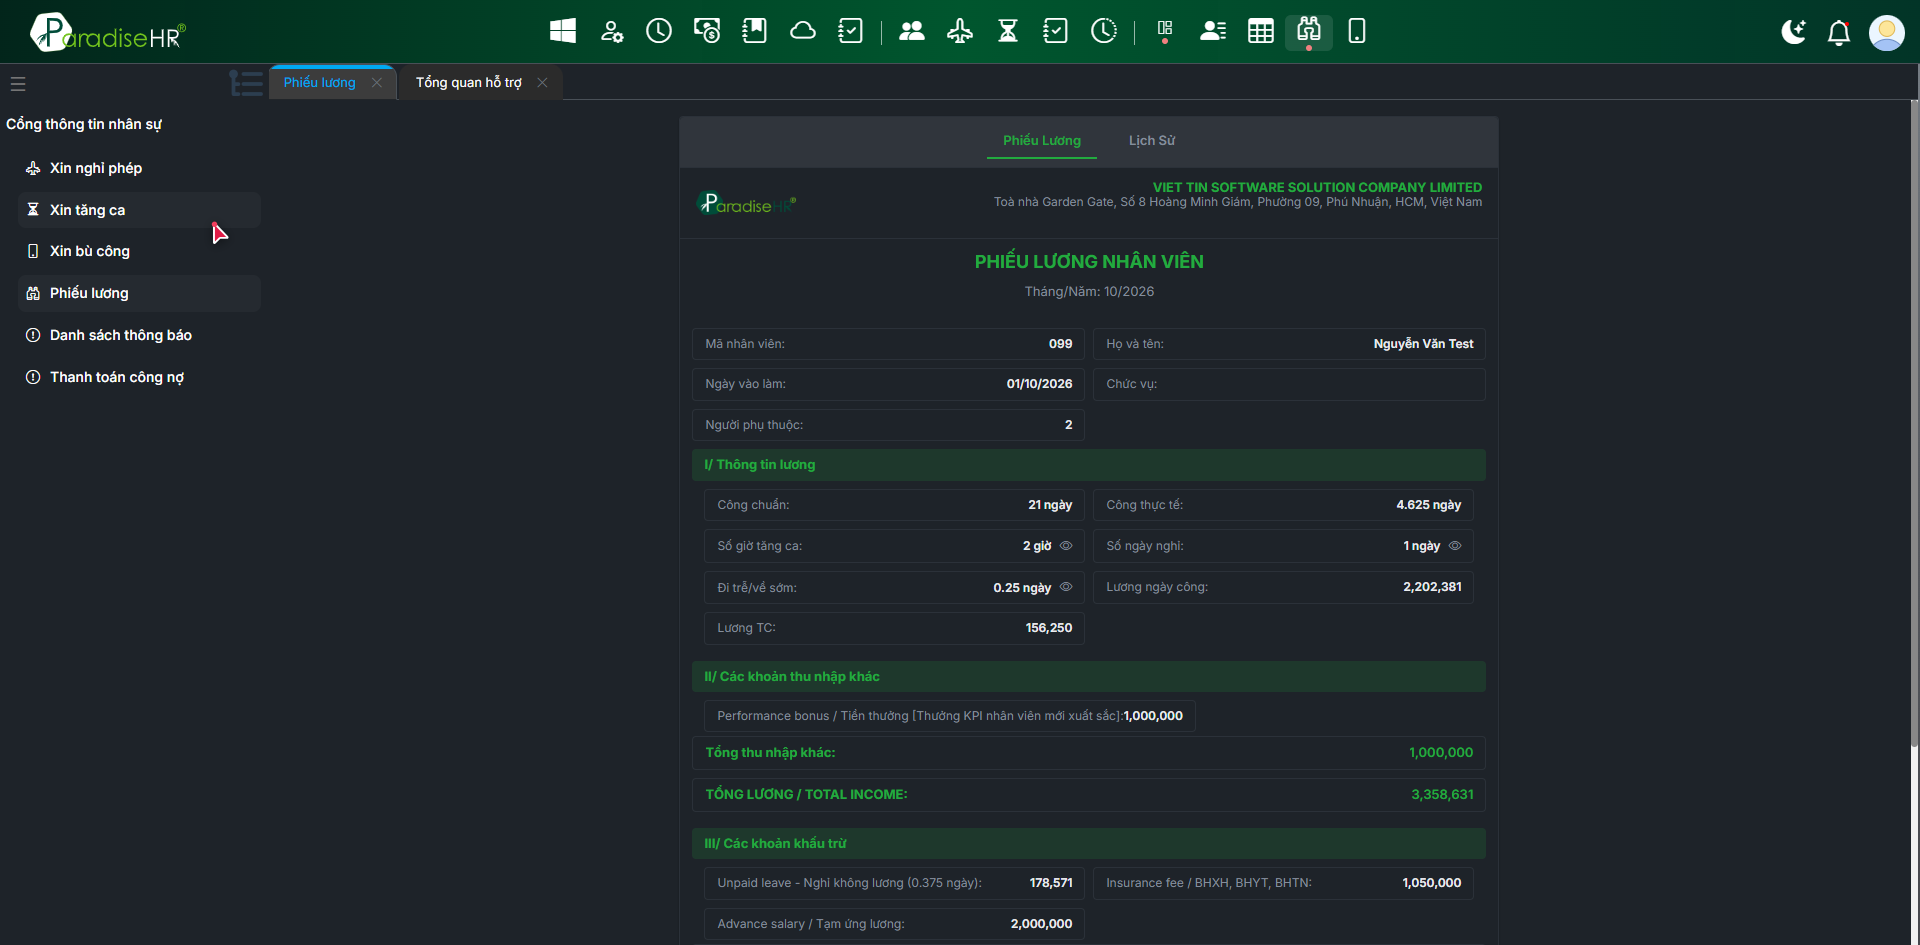 ParadiseHR®
Phiếu lương
Tổng quan hỗ trợ
Cổng thông tin nhân sự
Xin nghỉ phép
Xin tăng ca
Xin bù công
Phiếu lương
Danh sách thông báo
Thanh toán công nợ
Phiếu Lương
Lịch Sử
ParadiseHR®
VIET TIN SOFTWARE SOLUTION COMPANY LIMITED
Toà nhà Garden Gate, Số 8 Hoàng Minh Giám, Phường 09, Phú Nhuận, HCM, Việt Nam
PHIẾU LƯƠNG NHÂN VIÊN
Tháng/Năm: 10/2026
Mã nhân viên: 099
Họ và tên: Nguyễn Văn Test
Ngày vào làm: 01/10/2026
Chức vụ:
Người phụ thuộc: 2
I/ Thông tin lương
Công chuẩn: 21 ngày
Công thực tế: 4.625 ngày
Số giờ tăng ca: 2 giờ
Số ngày nghỉ: 1 ngày
Đi trễ/về sớm: 0.25 ngày
Lương ngày công: 2,202,381
Lương TC: 156,250
II/ Các khoản thu nhập khác
Performance bonus / Tiền thưởng [Thưởng KPI nhân viên mới xuất sắc]:1,000,000
Tổng thu nhập khác: 1,000,000
TỔNG LƯƠNG / TOTAL INCOME: 3,358,631
III/ Các khoản khấu trừ
Unpaid leave - Nghỉ không lương (0.375 ngày): 178,571
Insurance fee / BHXH, BHYT, BHTN: 1,050,000
Advance salary / Tạm ứng lương: 2,000,000